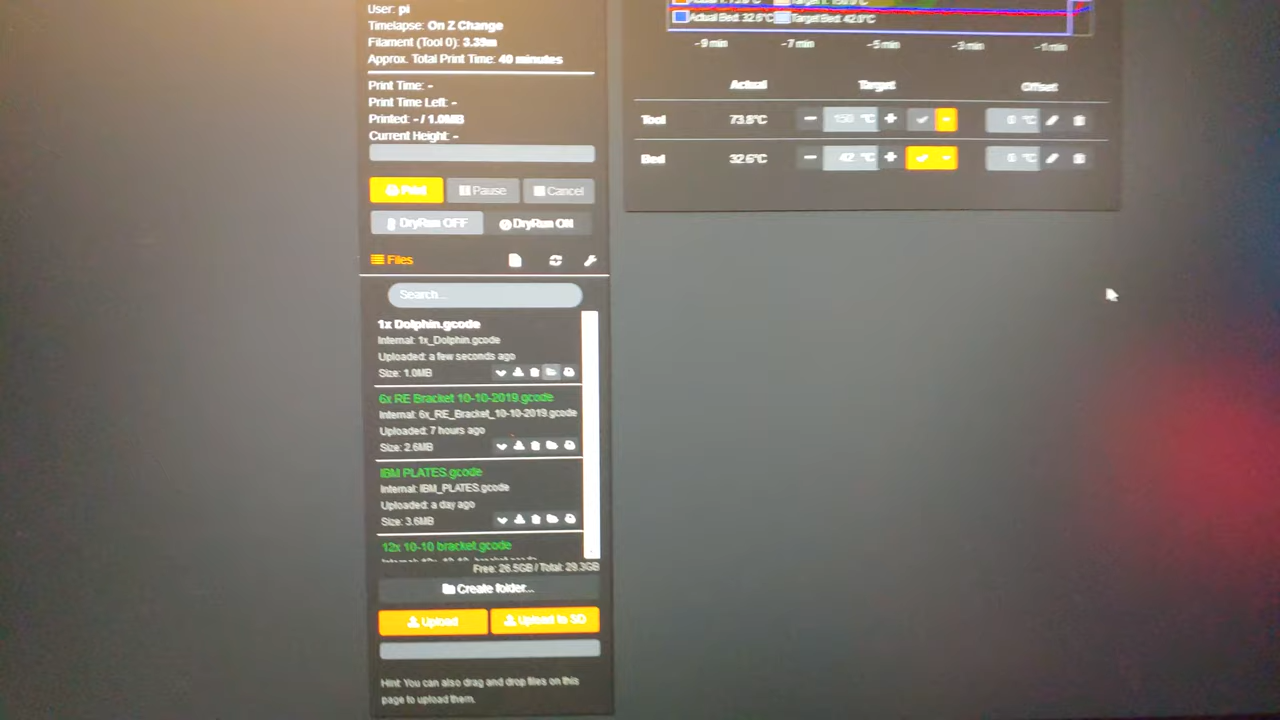 User: pi
Timelapse: On Z Change
Filament (Tool 0): 3.39m
Approx. Total Print Time: 40 minutes
Print Time: -
Print Time Left: -
Printed: - / 1.0MB
Current Height: -
Print
Pause
Cancel
DryRun OFF
DryRun ON
Files
Search...
1x Dolphin.gcode
Internal: 1x_Dolphin.gcode
Uploaded: a few seconds ago
Size: 1.0MB
6x RE Bracket 10-10-2019.gcode
Internal: 6x_RE_Bracket_10-10-2019.gcode
Uploaded: 7 hours ago
Size: 2.6MB
IBM PLATES.gcode
Internal: IBM_PLATES.gcode
Uploaded: a day ago
Size: 3.6MB
12x 10-10 bracket.gcode
Free: 26.5GB / Total: 29.3GB
Create folder...
Upload
Upload to SD
Hint: You can also drag and drop files on this
page to upload them.
Actual Bed: 32.6°C
Target Bed: 42.0°C
-9 min
-7 min
-5 min
-3 min
-1 min
Actual
Target
Offset
Tool
73.8°C
150 °C
0 °C
Bed
32.6°C
42 °C
0 °C